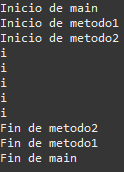 Inicio de main
Inicio de metodo1
Inicio de metodo2
i
i
i
i
i
Fin de metodo2
Fin de metodo1
Fin de main